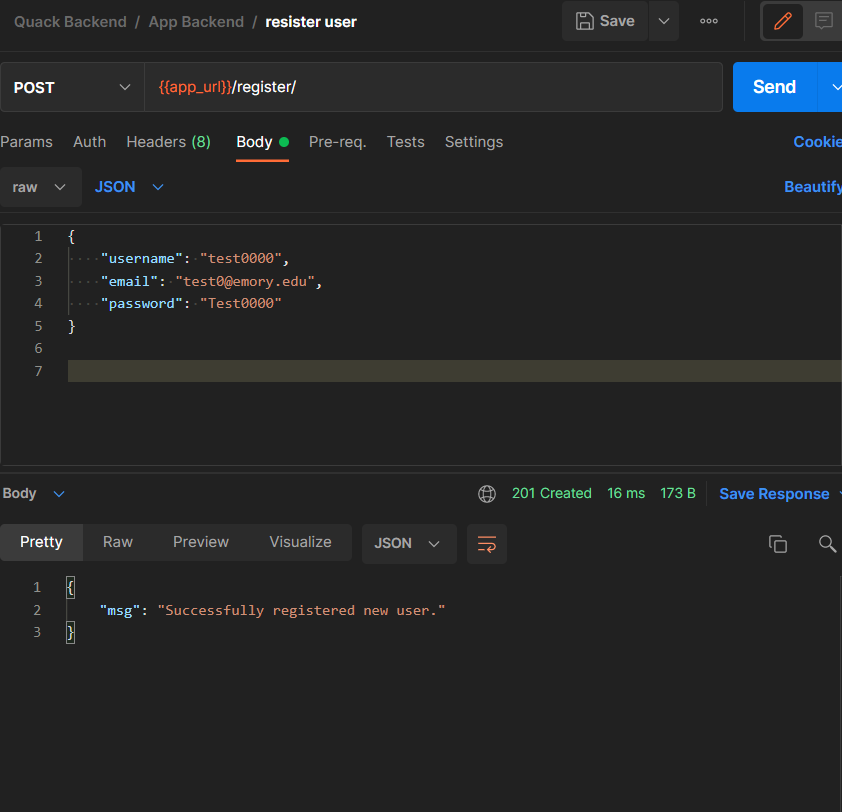 Quack Backend / App Backend / resister user
Save
POST
{{app_url}}/register/
Send
Params Auth Headers (8) Body Pre-req. Tests Settings
Cookie
raw JSON
Beautify
1 {
2 "username": "test0000",
3 "email": "test0@emory.edu",
4 "password": "Test0000"
5 }
6
7
Body
201 Created 16 ms 173 B Save Response
Pretty Raw Preview Visualize JSON
1 {
2 "msg": "Successfully registered new user."
3 }